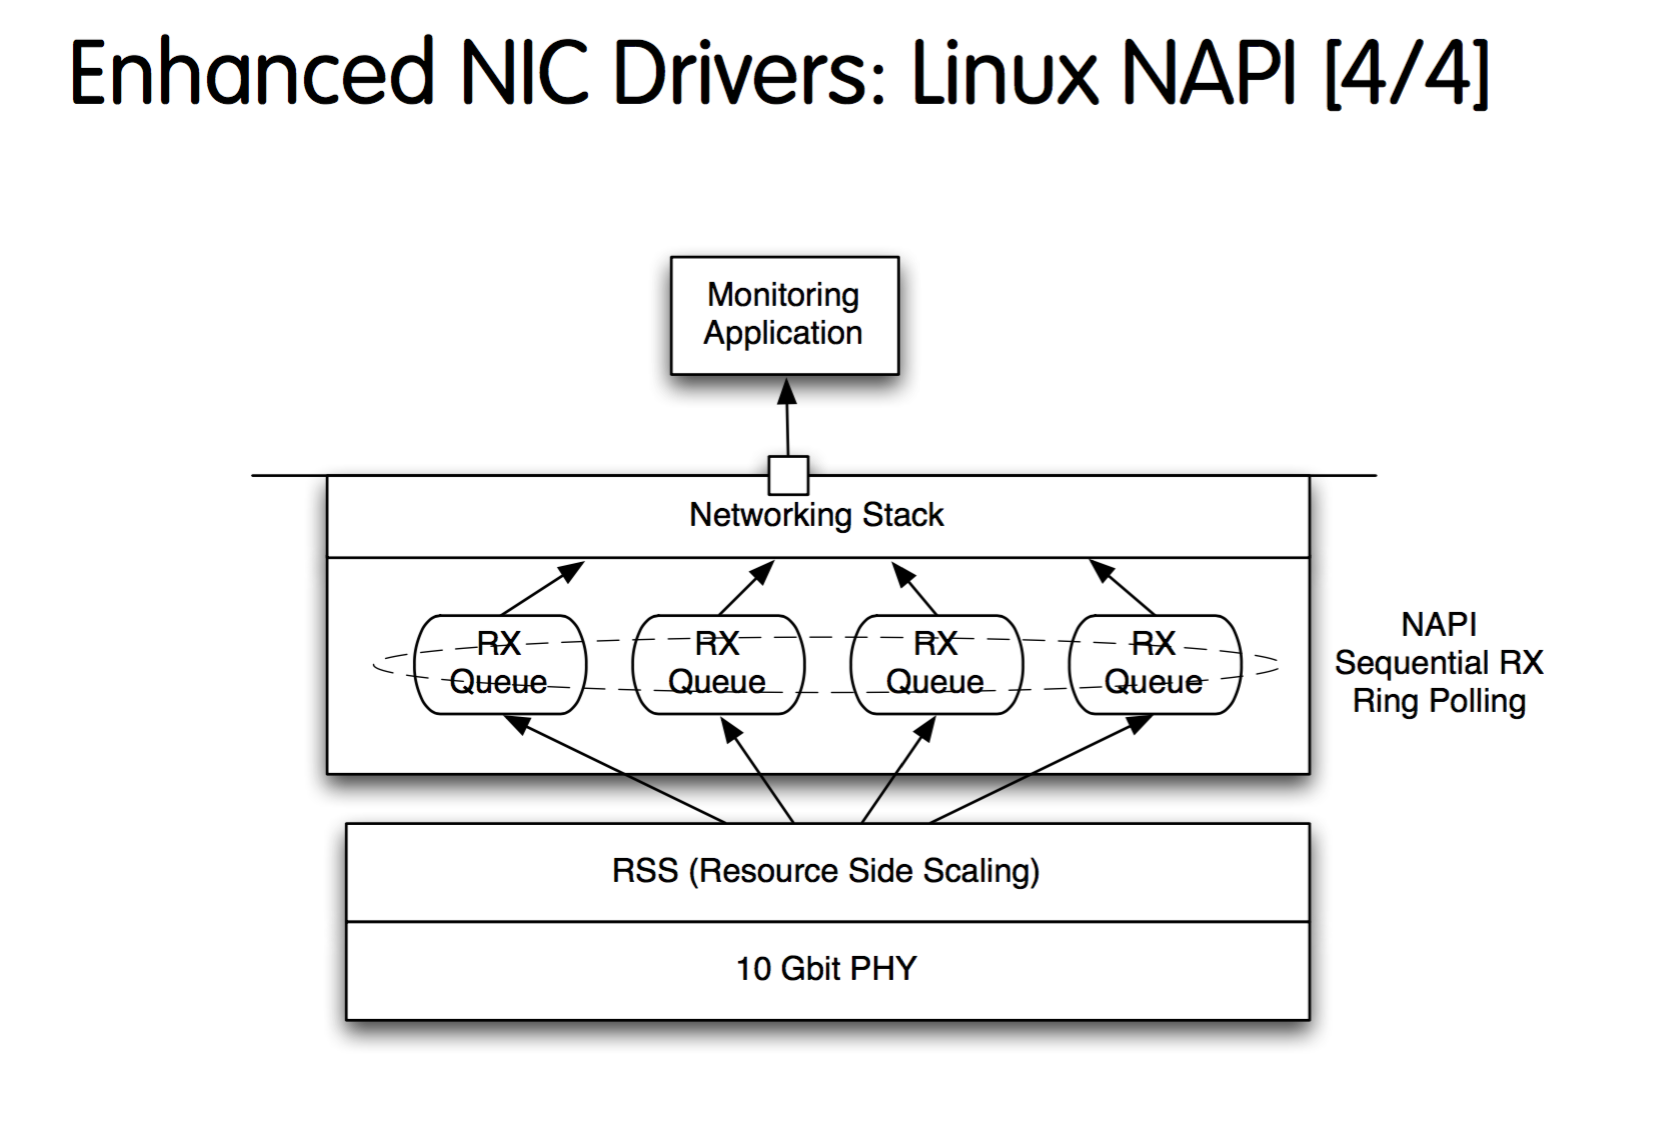 Enhanced NIC Drivers: Linux NAPI [4/4]
Monitoring
Application
Networking Stack
RX
Queue
RX
Queue
RX
Queue
RX
Queue
NAPI
Sequential RX
Ring Polling
RSS (Resource Side Scaling)
10 Gbit PHY